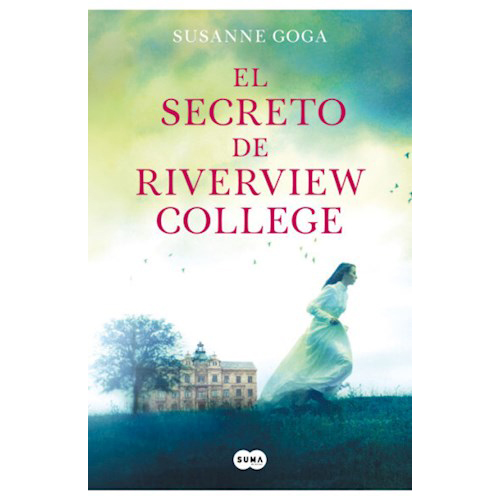 SUSANNE GOGA
EL
SECRETO
DE
RIVERVIEW
COLLEGE
SUMA